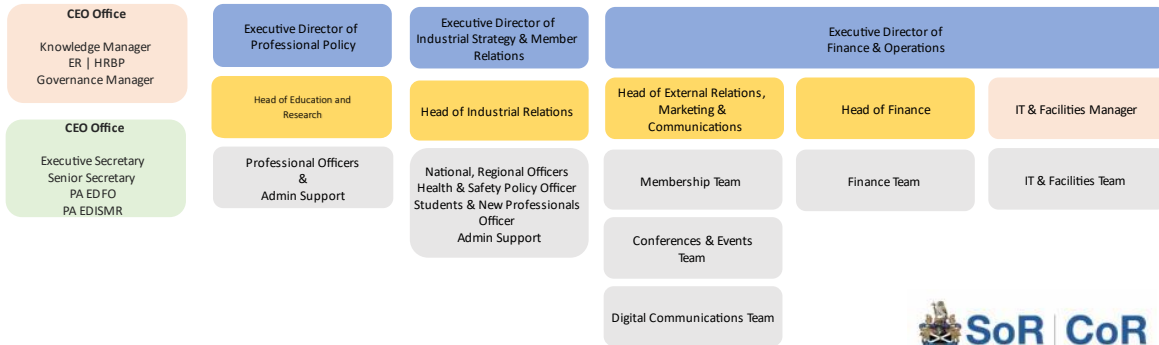 CEO Office
Knowledge Manager
ER | HRBP
Governance Manager
CEO Office
Executive Secretary
Senior Secretary
PA EDFO
PA EDISMR
Executive Director of
Professional Policy
Head of Education and
Research
Professional Officers
&
Admin Support
Executive Director of
Industrial Strategy & Member
Relations
Head of Industrial Relations
National, Regional Officers
Health & Safety Policy Officer
Students & New Professionals
Officer
Admin Support
Executive Director of
Finance & Operations
Head of External Relations,
Marketing &
Communications
Membership Team
Conferences & Events
Team
Digital Communications Team
Head of Finance
Finance Team
IT & Facilities Manager
IT & Facilities Team
SoR | CoR